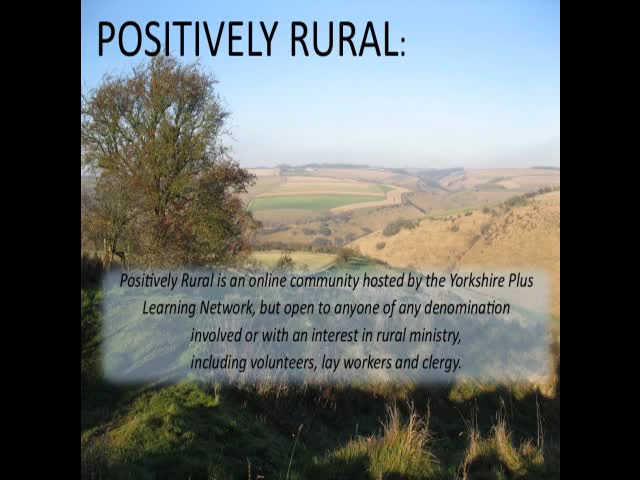 POSITIVELY RURAL:
Positively Rural is an online community hosted by the Yorkshire Plus
Learning Network, but open to anyone of any denomination
involved or with an interest in rural ministry,
including volunteers, lay workers and clergy.